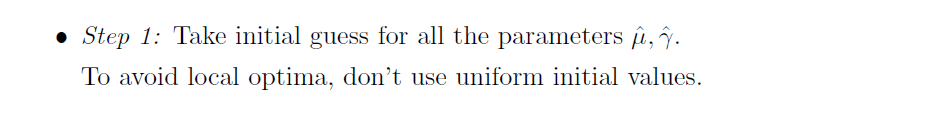 • Step 1: Take initial guess for all the parameters μ̂, γ̂.
To avoid local optima, don't use uniform initial values.